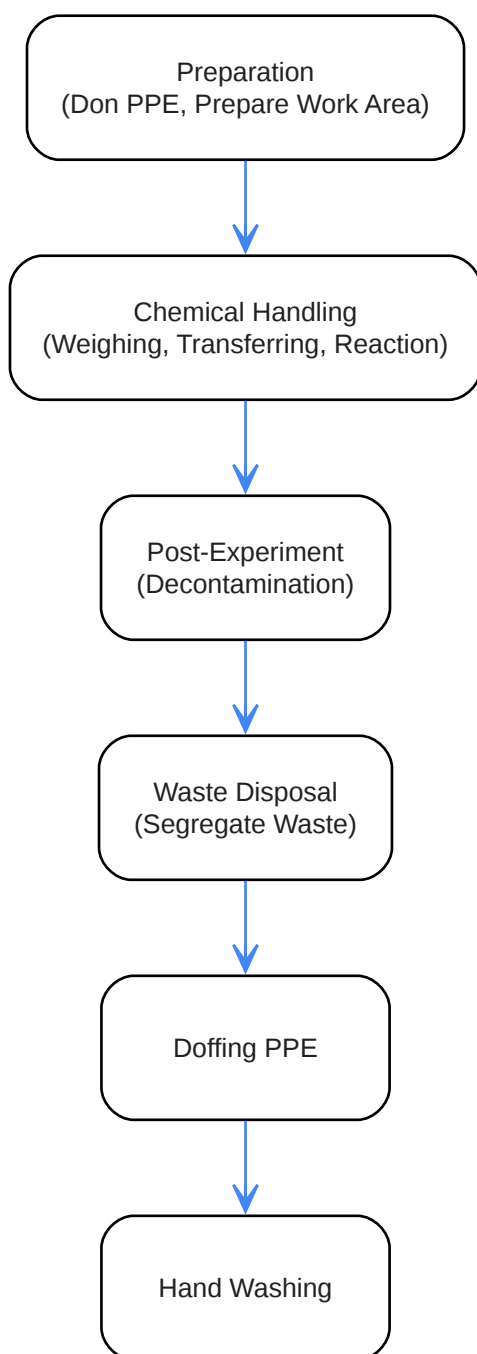 Preparation
(Don PPE, Prepare Work Area)
Chemical Handling
(Weighing, Transferring, Reaction)
Post-Experiment
(Decontamination)
Waste Disposal
(Segregate Waste)
Doffing PPE
Hand Washing